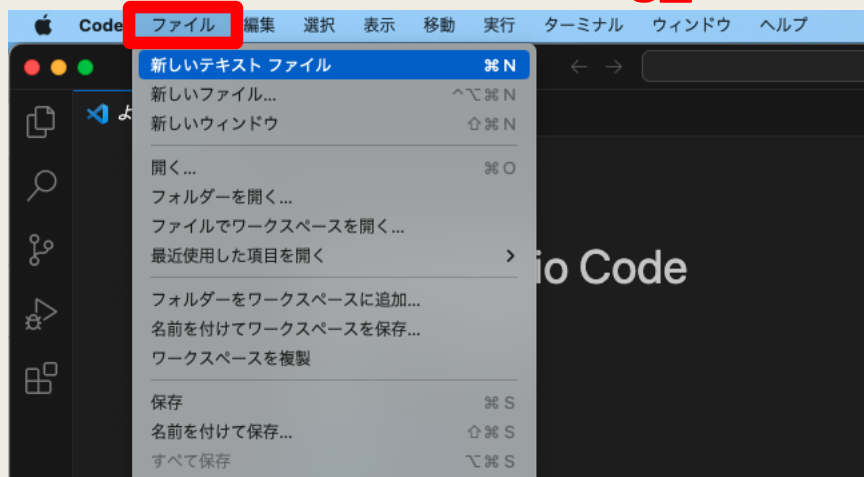 Code ファイル 編集 選択 表示 移動 実行 ターミナル ウィンドウ ヘルプ
新しいテキスト ファイル ⌘ N
新しいファイル... ^⌥⌘ N
新しいウィンドウ ⇧⌘ N
よ
開く... ⌘ O
フォルダーを開く...
ファイルでワークスペースを開く...
最近使用した項目を開く >
io Code
フォルダーをワークスペースに追加...
名前を付けてワークスペースを保存...
ワークスペースを複製
保存 ⌘ S
名前を付けて保存... ⇧⌘ S
すべて保存 ⌥⌘ S